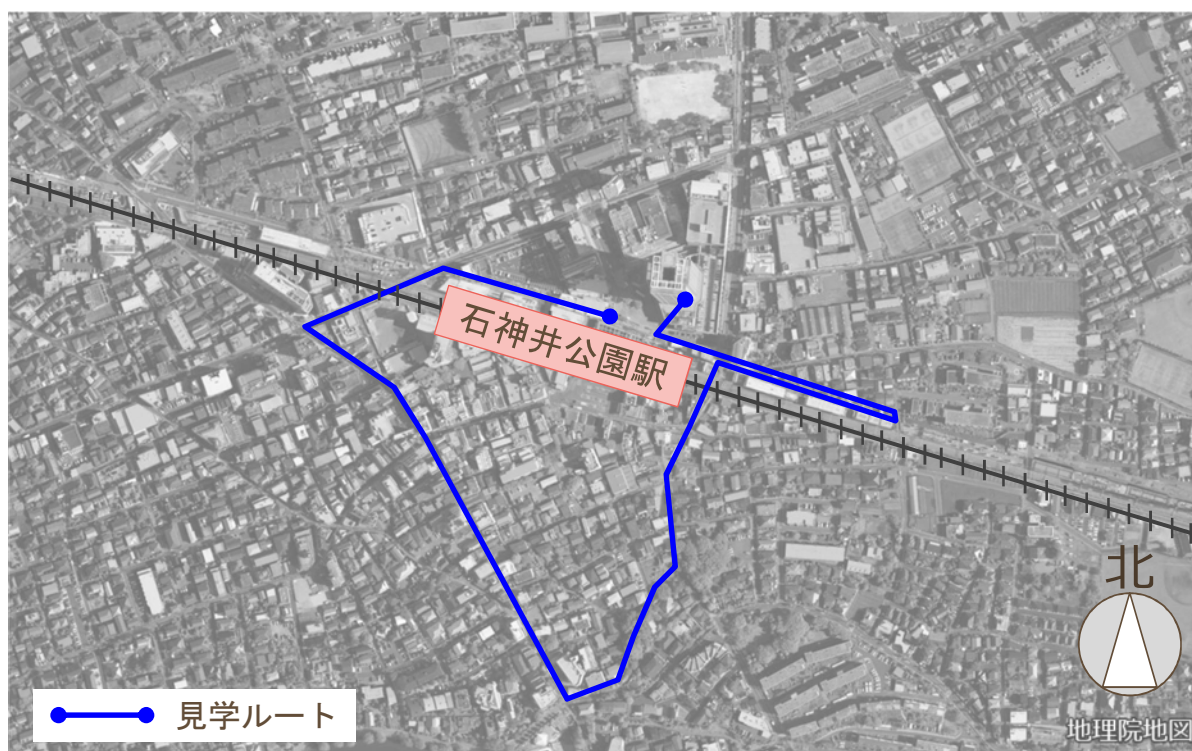 石神井公園駅
北
見学ルート
地理院地図